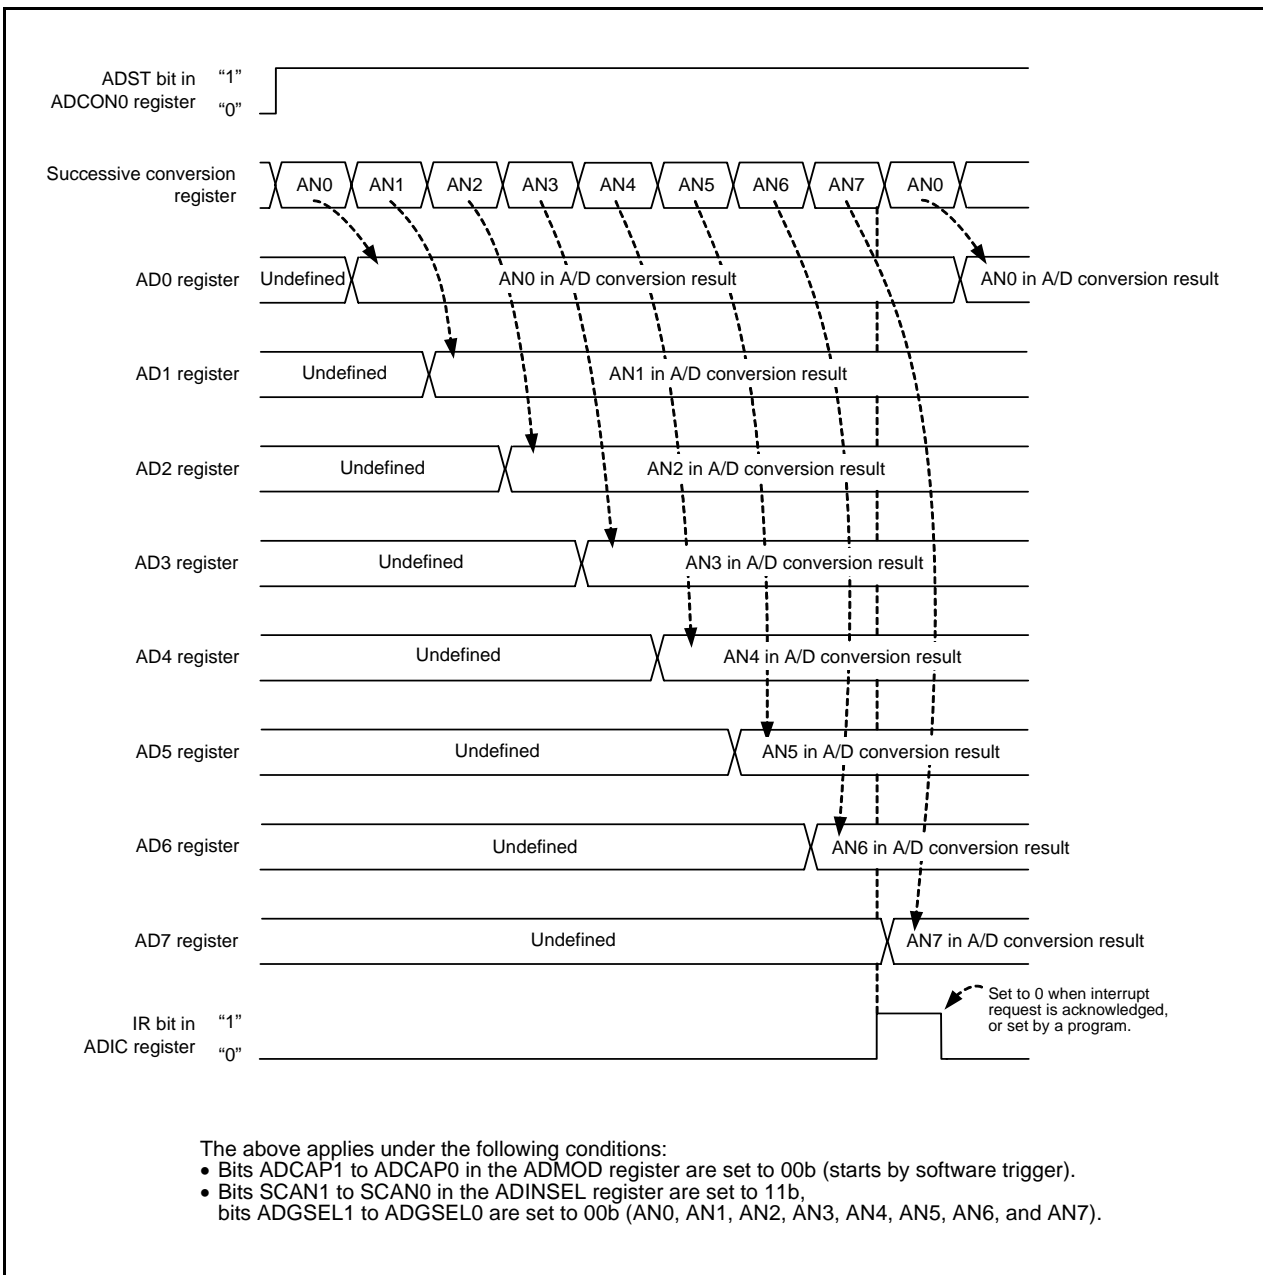 ADST bit in “1”
ADCON0 register “0”
Successive conversion
register
AN0 AN1 AN2 AN3 AN4 AN5 AN6 AN7 AN0
AD0 register Undefined AN0 in A/D conversion result AN0 in A/D conversion result
AD1 register Undefined AN1 in A/D conversion result
AD2 register Undefined AN2 in A/D conversion result
AD3 register Undefined AN3 in A/D conversion result
AD4 register Undefined AN4 in A/D conversion result
AD5 register Undefined AN5 in A/D conversion result
AD6 register Undefined AN6 in A/D conversion result
AD7 register Undefined AN7 in A/D conversion result
IR bit in “1”
ADIC register “0”
Set to 0 when interrupt
request is acknowledged,
or set by a program.
The above applies under the following conditions:
• Bits ADCAP1 to ADCAP0 in the ADMOD register are set to 00b (starts by software trigger).
• Bits SCAN1 to SCAN0 in the ADINSEL register are set to 11b,
bits ADGSEL1 to ADGSEL0 are set to 00b (AN0, AN1, AN2, AN3, AN4, AN5, AN6, and AN7).